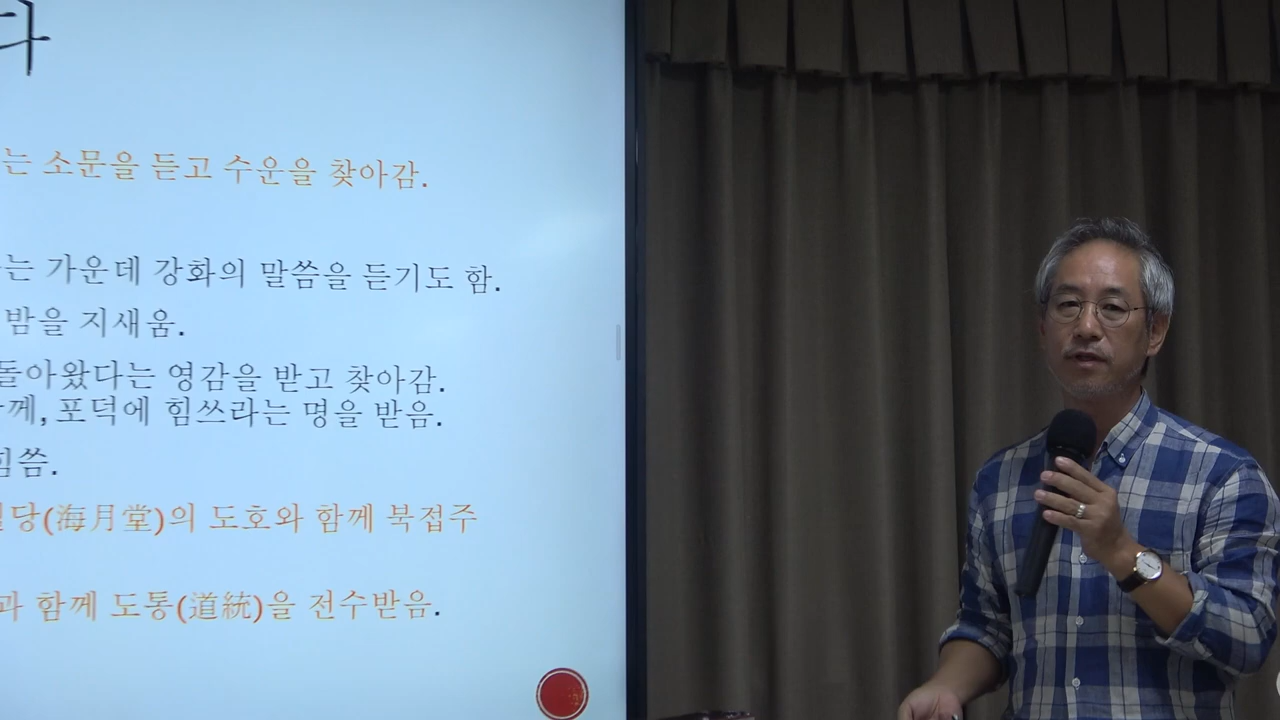 다
는 소문을 듣고 수운을 찾아감.
는 가운데 강화의 말씀을 듣기도 함.
밤을 지새움.
돌아왔다는 영감을 받고 찾아감.
께, 포덕에 힘쓰라는 명을 받음.
힘씀.
월당(海月堂)의 도호와 함께 북접주
과 함께 도통(道統)을 전수받음.